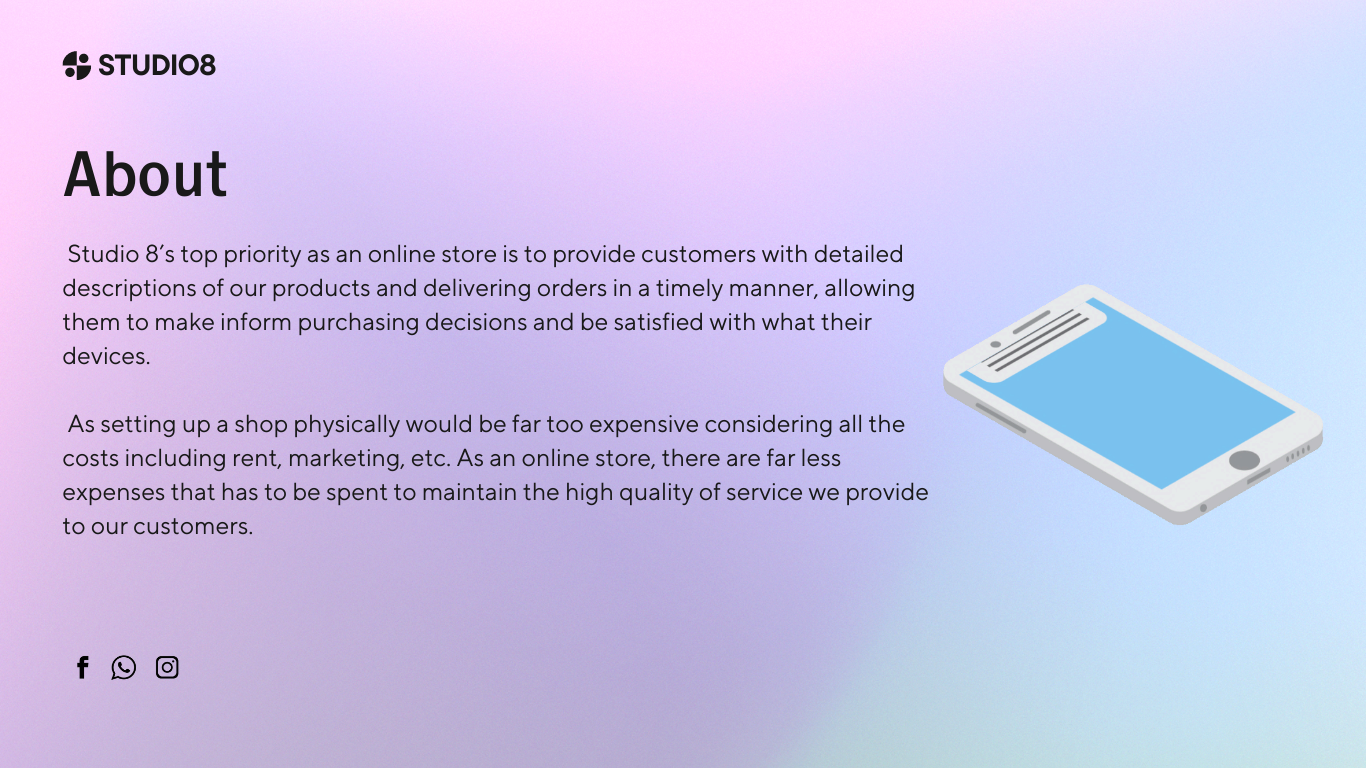 STUDIO8
About
Studio 8’s top priority as an online store is to provide customers with detailed
descriptions of our products and delivering orders in a timely manner, allowing
them to make inform purchasing decisions and be satisfied with what their
devices.
As setting up a shop physically would be far too expensive considering all the
costs including rent, marketing, etc. As an online store, there are far less
expenses that has to be spent to maintain the high quality of service we provide
to our customers.